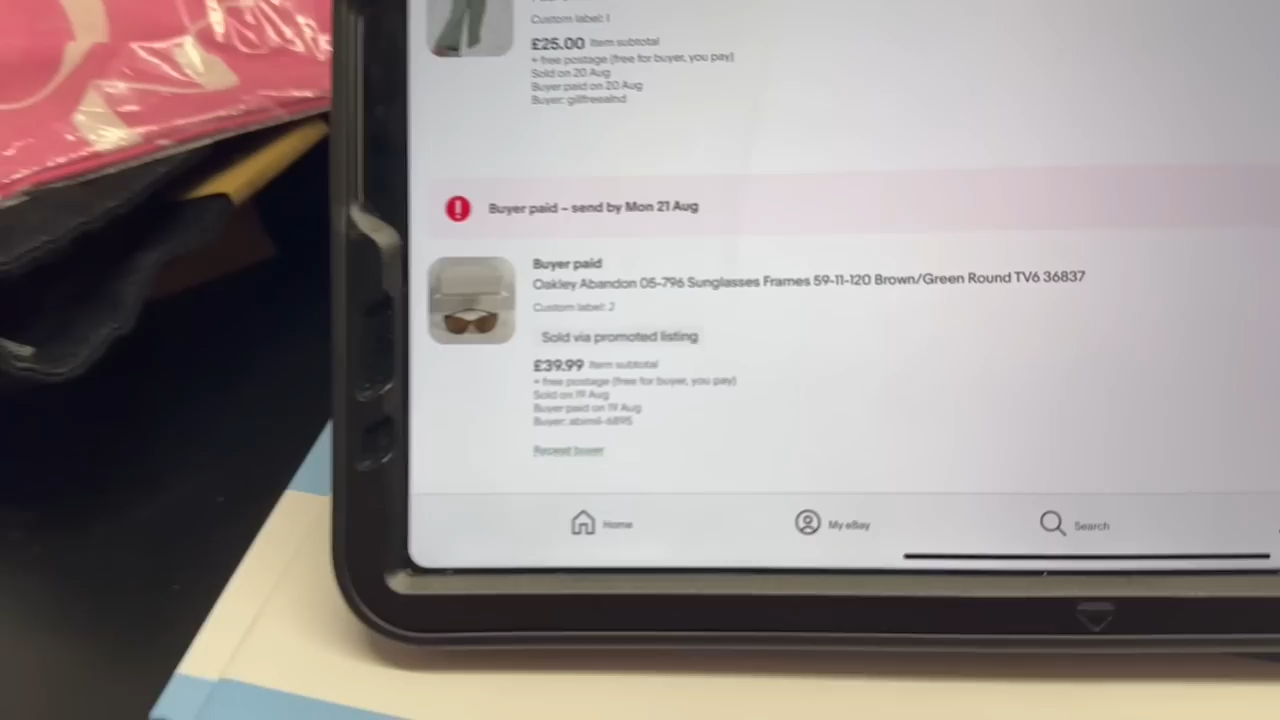 Custom label: 1
£25.00 Item subtotal
+ free postage (free for buyer, you pay)
Sold on 20 Aug
Buyer paid on 20 Aug
Buyer:
Buyer paid – send by Mon 21 Aug
Buyer paid
Oakley Abandon 05-796 Sunglasses Frames 59-11-120 Brown/Green Round TV6 36837
Custom label: 2
Sold via promoted listing
£39.99 Item subtotal
+ free postage (free for buyer, you pay)
Sold on 19 Aug
Buyer paid on 19 Aug
Buyer: abimil-6895
Repeat buyer
Home
My eBay
Search